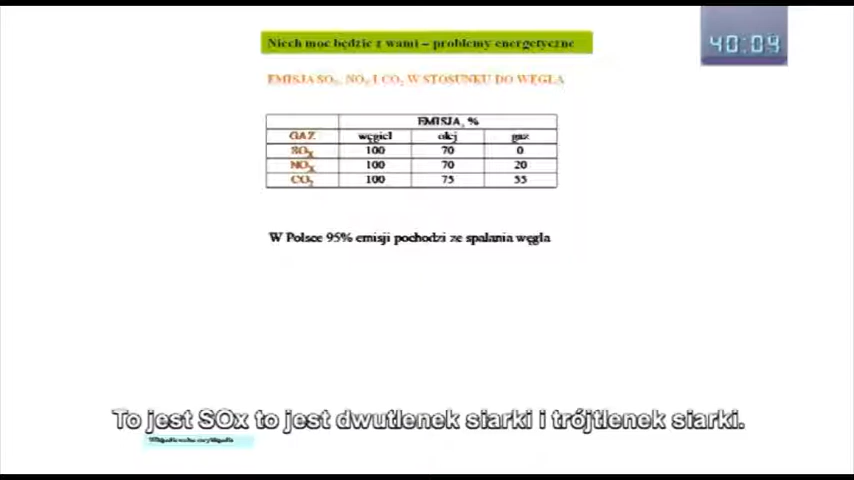 Niech moc będzie z wami – problemy energetyczne
40:09
EMISJA SOₓ, NOₓ I CO₂ W STOSUNKU DO WĘGLA
EMISJA, %
GAZ węgiel olej gaz
SOₓ 100 70 0
NOₓ 100 70 20
CO₂ 100 75 55
W Polsce 95% emisji pochodzi ze spalania węgla
To jest SOx to jest dwutlenek siarki i trójtlenek siarki.